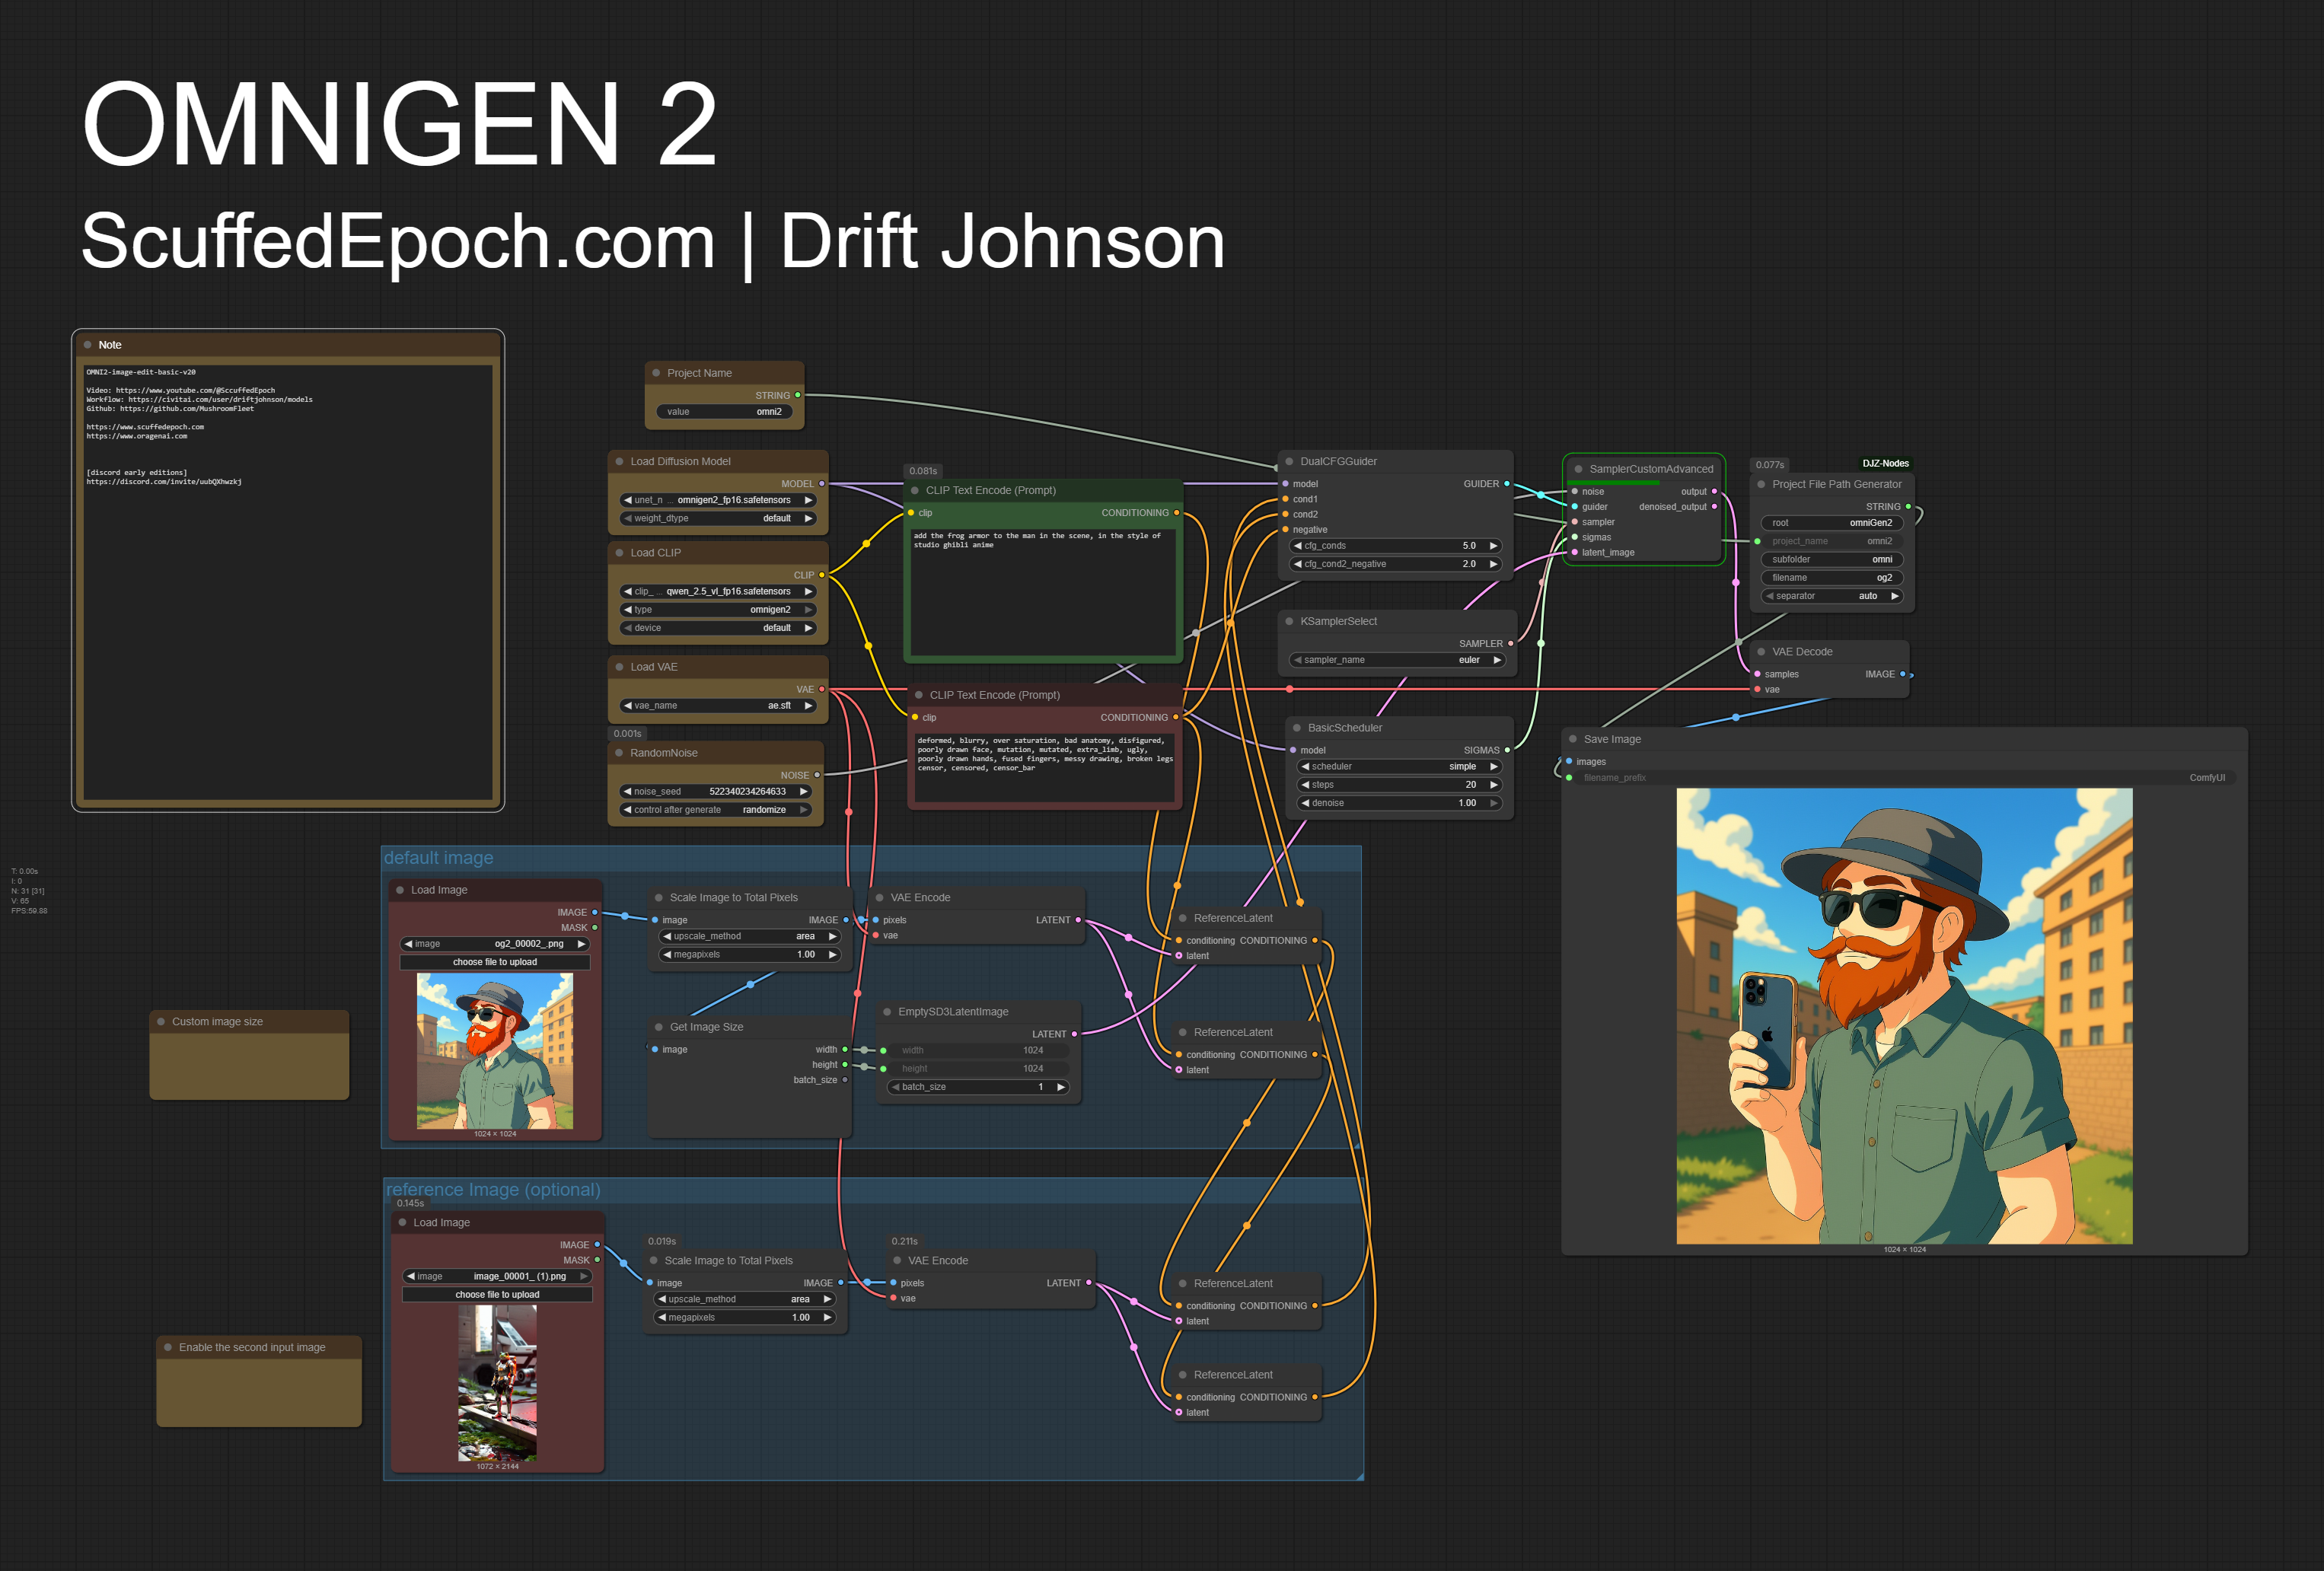 OMNIGEN 2
ScuffedEpoch.com | Drift Johnson
Note
OMNI2-image-edit-basic-v20
Video: https://www.youtube.com/@SccuffedEpoch
Workflow: https://civitai.com/user/driftjohnson/models
Github: https://github.com/MushroomFleet
https://www.scuffedepoch.com
https://www.oragenai.com
[discord early editions]
https://discord.com/invite/uubQXhwzkj
Project Name
STRING
value omni2
Load Diffusion Model
MODEL
unet_n ... omnigen2_fp16.safetensors
weight_dtype default
Load CLIP
CLIP
clip_ ... qwen_2.5_vl_fp16.safetensors
type omnigen2
device default
Load VAE
VAE
vae_name ae.sft
0.001s
RandomNoise
NOISE
noise_seed 522340234264633
control after generate randomize
0.081s
CLIP Text Encode (Prompt)
clip CONDITIONING
add the frog armor to the man in the scene, in the style of
studio ghibli anime
CLIP Text Encode (Prompt)
clip CONDITIONING
deformed, blurry, over saturation, bad anatomy, disfigured,
poorly drawn face, mutation, mutated, extra_limb, ugly,
poorly drawn hands, fused fingers, messy drawing, broken legs
censor, censored, censor_bar
DualCFGGuider
model GUIDER
cond1
cond2
negative
cfg_conds 5.0
cfg_cond2_negative 2.0
KSamplerSelect
SAMPLER
sampler_name euler
BasicScheduler
model SIGMAS
scheduler simple
steps 20
denoise 1.00
SamplerCustomAdvanced
noise output
guider denoised_output
sampler
sigmas
latent_image
0.077s DJZ-Nodes
Project File Path Generator
STRING
root omniGen2
project_name omni2
subfolder omni
filename og2
separator auto
VAE Decode
samples IMAGE
vae
Save Image
images
filename_prefix ComfyUI
1024 × 1024
T: 0.00s
I: 0
N: 31 [31]
V: 65
FPS:59.88
default image
Load Image
IMAGE
MASK
image og2_00002_.png
choose file to upload
1024 × 1024
Scale Image to Total Pixels
image IMAGE
upscale_method area
megapixels 1.00
VAE Encode
pixels LATENT
vae
Get Image Size
image width
height
batch_size
EmptySD3LatentImage
LATENT
width 1024
height 1024
batch_size 1
ReferenceLatent
conditioning CONDITIONING
latent
ReferenceLatent
conditioning CONDITIONING
latent
Custom image size
reference Image (optional)
0.145s
Load Image
IMAGE
MASK
image image_00001_ (1).png
choose file to upload
1072 × 2144
0.019s
Scale Image to Total Pixels
image IMAGE
upscale_method area
megapixels 1.00
0.211s
VAE Encode
pixels LATENT
vae
ReferenceLatent
conditioning CONDITIONING
latent
ReferenceLatent
conditioning CONDITIONING
latent
Enable the second input image